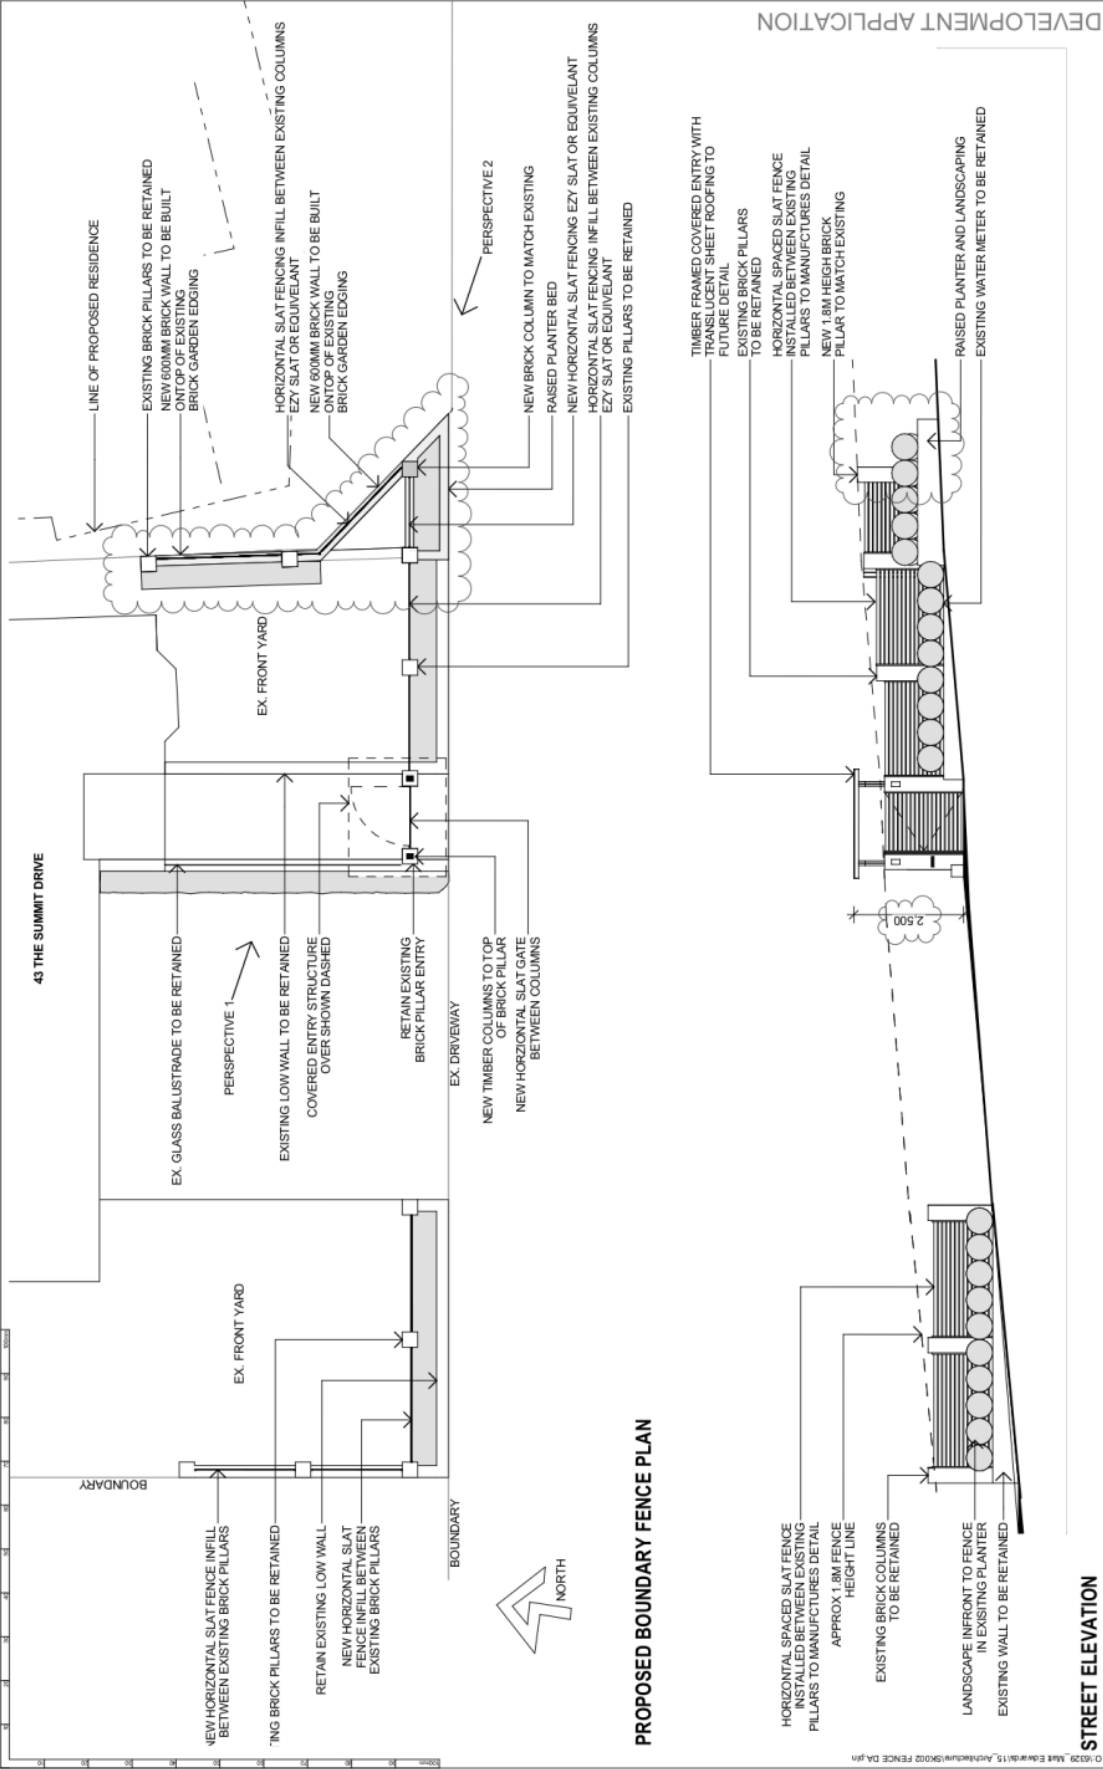 43 THE SUMMIT DRIVE
LINE OF PROPOSED RESIDENCE
EXISTING BRICK PILLARS TO BE RETAINED
NEW 600MM BRICK WALL TO BE BUILT
ONTOP OF EXISTING
BRICK GARDEN EDGING
HORIZONTAL SLAT FENCING INFILL BETWEEN EXISTING COLUMNS
EZY SLAT OR EQUIVELANT
NEW 600MM BRICK WALL TO BE BUILT
ONTOP OF EXISTING
BRICK GARDEN EDGING
PERSPECTIVE 2
NEW BRICK COLUMN TO MATCH EXISTING
RAISED PLANTER BED
NEW HORIZONTAL SLAT FENCING EZY SLAT OR EQUIVELANT
HORIZONTAL SLAT FENCING INFILL BETWEEN EXISTING COLUMNS
EZY SLAT OR EQUIVELANT
EXISTING PILLARS TO BE RETAINED
EX. FRONT YARD
EX. GLASS BALUSTRADE TO BE RETAINED
PERSPECTIVE 1
EXISTING LOW WALL TO BE RETAINED
COVERED ENTRY STRUCTURE
OVER SHOWN DASHED
RETAIN EXISTING
BRICK PILLAR ENTRY
EX. DRIVEWAY
NEW TIMBER COLUMNS TO TOP
OF BRICK PILLAR
NEW HORZIONTAL SLAT GATE
BETWEEN COLUMNS
EX. FRONT YARD
BOUNDARY
NEW HORIZONTAL SLAT FENCE INFILL
BETWEEN EXISTING BRICK PILLARS
ING BRICK PILLARS TO BE RETAINED
RETAIN EXISTING LOW WALL
NEW HORIZONTAL SLAT
FENCE INFILL BETWEEN
EXISTING BRICK PILLARS
BOUNDARY
NORTH
PROPOSED BOUNDARY FENCE PLAN
TIMBER FRAMED COVERED ENTRY WITH
TRANSLUCENT SHEET ROOFING TO
FUTURE DETAIL
EXISTING BRICK PILLARS
TO BE RETAINED
HORIZONTAL SPACED SLAT FENCE
INSTALLED BETWEEN EXISTING
PILLARS TO MANUFCTURES DETAIL
NEW 1.8M HEIGH BRICK
PILLAR TO MATCH EXISTING
RAISED PLANTER AND LANDSCAPING
EXISTING WATER METER TO BE RETAINED
2,500
HORIZONTAL SPACED SLAT FENCE
INSTALLED BETWEEN EXISTING
PILLARS TO MANUFCTURES DETAIL
APPROX 1.8M FENCE
HEIGHT LINE
EXISTING BRICK COLUMNS
TO BE RETAINED
LANDSCAPE INFRONT TO FENCE
IN EXISITNG PLANTER
EXISTING WALL TO BE RETAINED
STREET ELEVATION
DEVELOPMENT APPLICATION